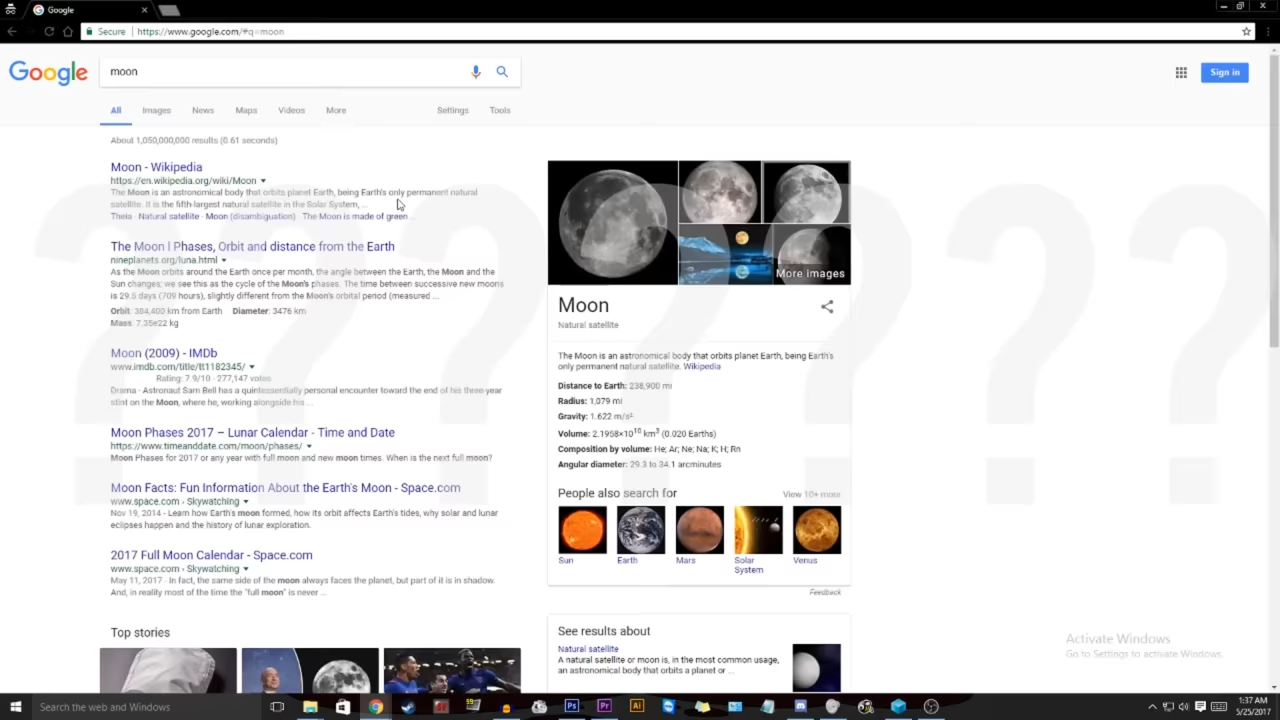 Google
Secure https://www.google.com/#q=moon
Google
moon
Sign in
All Images News Maps Videos More Settings Tools
About 1,050,000,000 results (0.61 seconds)
Moon - Wikipedia
https://en.wikipedia.org/wiki/Moon
The Moon is an astronomical body that orbits planet Earth, being Earth's only permanent natural
satellite. It is the fifth-largest natural satellite in the Solar System, ...
Theia · Natural satellite · Moon (disambiguation) · The Moon is made of green ...
The Moon | Phases, Orbit and distance from the Earth
nineplanets.org/luna.html
As the Moon orbits around the Earth once per month, the angle between the Earth, the Moon and the
Sun changes; we see this as the cycle of the Moon's phases. The time between successive new moons
is 29.5 days (709 hours), slightly different from the Moon's orbital period (measured ...
Orbit: 384,400 km from Earth Diameter: 3476 km
Mass: 7.35e22 kg
Moon (2009) - IMDb
www.imdb.com/title/tt1182345/
Rating: 7.9/10 - 277,147 votes
Drama - Astronaut Sam Bell has a quintessentially personal encounter toward the end of his three-year
stint on the Moon, where he, working alongside his ...
Moon Phases 2017 – Lunar Calendar - Time and Date
https://www.timeanddate.com/moon/phases/
Moon Phases for 2017 or any year with full moon and new moon times. When is the next full moon?
Moon Facts: Fun Information About the Earth's Moon - Space.com
www.space.com › Skywatching
Nov 19, 2014 - Learn how Earth's moon formed, how its orbit affects Earth's tides, why solar and lunar
eclipses happen and the history of lunar exploration.
2017 Full Moon Calendar - Space.com
www.space.com › Skywatching
May 11, 2017 - In fact, the same side of the moon always faces the planet, but part of it is in shadow.
And, in reality most of the time the "full moon" is never ...
Top stories
More images
Moon
Natural satellite
The Moon is an astronomical body that orbits planet Earth, being Earth's
only permanent natural satellite. Wikipedia
Distance to Earth: 238,900 mi
Radius: 1,079 mi
Gravity: 1.622 m/s²
Volume: 2.1958×10¹⁰ km³ (0.020 Earths)
Composition by volume: He; Ar; Ne; Na; K; H; Rn
Angular diameter: 29.3 to 34.1 arcminutes
People also search for View 10+ more
Sun Earth Mars Solar System Venus
Feedback
See results about
Natural satellite
A natural satellite or moon is, in the most common usage,
an astronomical body that orbits a planet or ...
??????
Activate Windows
Go to Settings to activate Windows.
Search the web and Windows
Ps Pr Ai
1:37 AM
5/25/2017